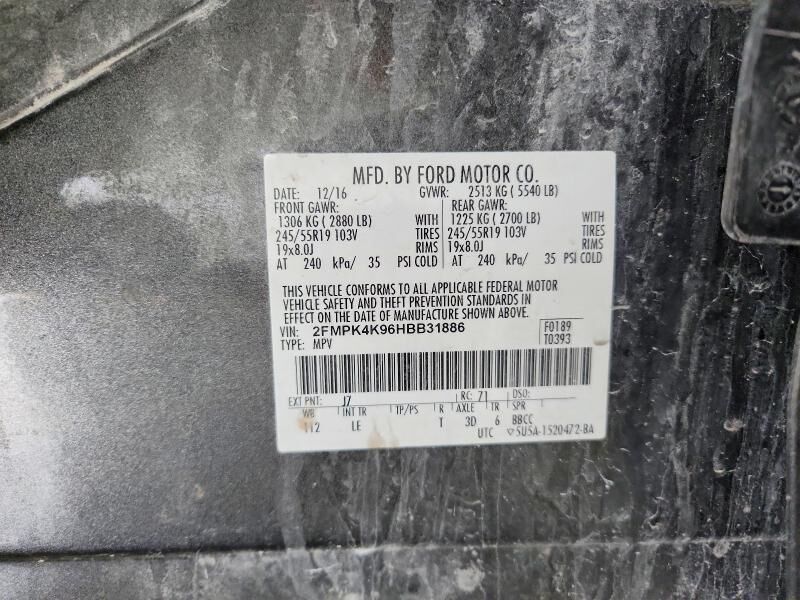 MFD. BY FORD MOTOR CO.
DATE: 12/16 GVWR: 2513 KG ( 5540 LB)
FRONT GAWR: REAR GAWR:
1306 KG ( 2880 LB) WITH 1225 KG ( 2700 LB) WITH
245/55R19 103V TIRES 245/55R19 103V TIRES
19x8.0J RIMS 19x8.0J RIMS
AT 240 kPa/ 35 PSI COLD AT 240 kPa/ 35 PSI COLD
THIS VEHICLE CONFORMS TO ALL APPLICABLE FEDERAL MOTOR
VEHICLE SAFETY AND THEFT PREVENTION STANDARDS IN
EFFECT ON THE DATE OF MANUFACTURE SHOWN ABOVE.
VIN: 2FMPK4K96HBB31886 F0189
TYPE: MPV T0393
EXT PNT: J7 RC: 71 DSO:
WB INT TR TP/PS R AXLE TR SPR
112 LE T 3D 6 BBCC
UTC ▽5U5A-1520472-BA